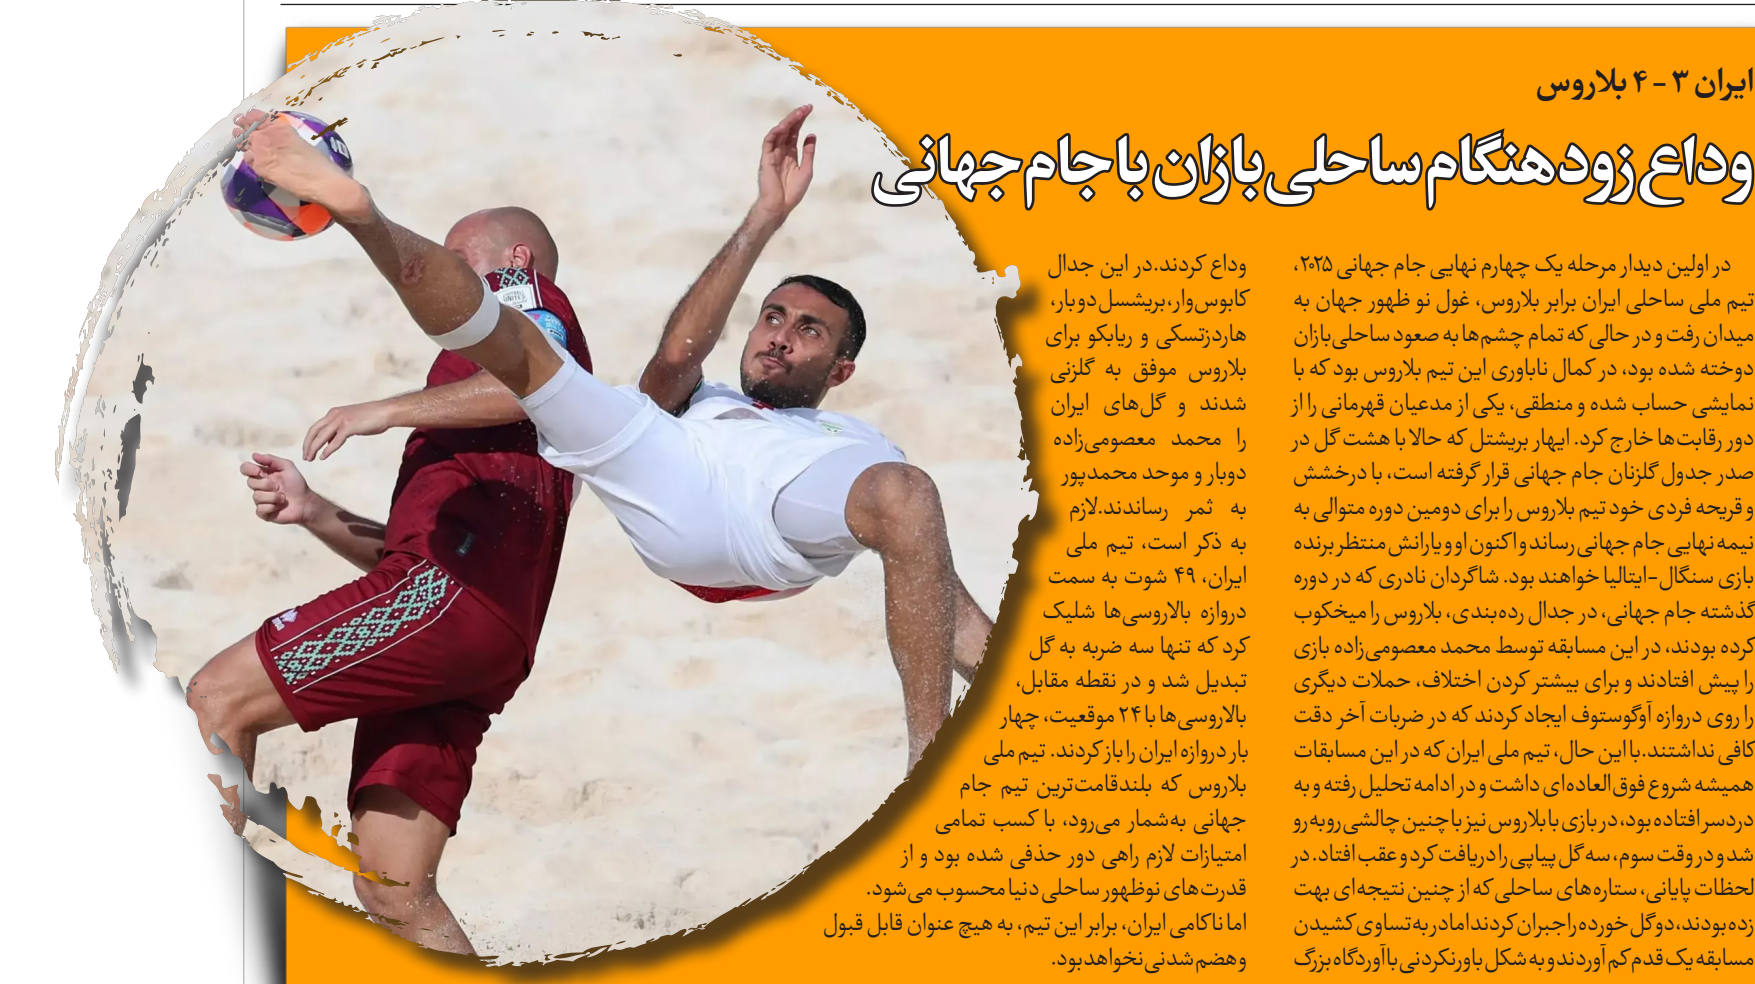 ایران ۳ - ۴ بلاروس
وداع زودهنگام ساحلی‌بازان با جام جهانی
در اولین دیدار مرحله یک چهارم نهایی جام جهانی ۲۰۲۵،
تیم ملی ساحلی ایران برابر بلاروس، غول نو ظهور جهان به
میدان رفت و در حالی که تمام چشم‌ها به صعود ساحلی‌بازان
دوخته شده بود، در کمال ناباوری این تیم بلاروس بود که با
نمایشی حساب شده و منطقی، یکی از مدعیان قهرمانی را از
دور رقابت‌ها خارج کرد. ایهار بریشتل که حالا با هشت گل در
صدر جدول گلزنان جام جهانی قرار گرفته است، با درخشش
و قریحه فردی خود تیم بلاروس را برای دومین دوره متوالی به
نیمه نهایی جام جهانی رساند و اکنون او و یارانش منتظر برنده
بازی سنگال-ایتالیا خواهند بود. شاگردان نادری که در دوره
گذشته جام جهانی، در جدال رده‌بندی، بلاروس را میخکوب
کرده بودند، در این مسابقه توسط محمد معصومی‌زاده بازی
را پیش افتادند و برای بیشتر کردن اختلاف، حملات دیگری
را روی دروازه آوگوستوف ایجاد کردند که در ضربات آخر دقت
کافی نداشتند.با این حال، تیم ملی ایران که در این مسابقات
همیشه شروع فوق‌العاده‌ای داشت و در ادامه تحلیل رفته و به
دردسر افتاده بود، در بازی با بلاروس نیز با چنین چالشی روبه‌رو
شد و در وقت سوم، سه گل پیاپی را دریافت کرد و عقب افتاد. در
لحظات پایانی، ستاره‌های ساحلی که از چنین نتیجه‌ای بهت
زده بودند، دو گل خورده را جبران کردند اما در به تساوی کشیدن
مسابقه یک قدم کم آوردند و به شکل باورنکردنی با آوردگاه بزرگ
وداع کردند.در این جدال
کابوس‌وار،بریشسل دوبار،
هاردزتسکی و ریابکو برای
بلاروس موفق به گلزنی
شدند و گل‌های ایران
را محمد معصومی‌زاده
دوبار و موحد محمدپور
به ثمر رساندند.لازم
به ذکر است، تیم ملی
ایران، ۴۹ شوت به سمت
دروازه بالاروسی‌ها شلیک
کرد که تنها سه ضربه به گل
تبدیل شد و در نقطه مقابل،
بالاروسی‌ها با ۲۴ موقعیت، چهار
بار دروازه ایران را باز کردند. تیم ملی
بلاروس که بلندقامت‌ترین تیم جام
جهانی به‌شمار می‌رود، با کسب تمامی
امتیازات لازم راهی دور حذفی شده بود و از
قدرت‌های نوظهور ساحلی دنیا محسوب می‌شود.
اما ناکامی ایران، برابر این تیم، به هیچ عنوان قابل قبول
وهضم‌شدنی نخواهد بود.